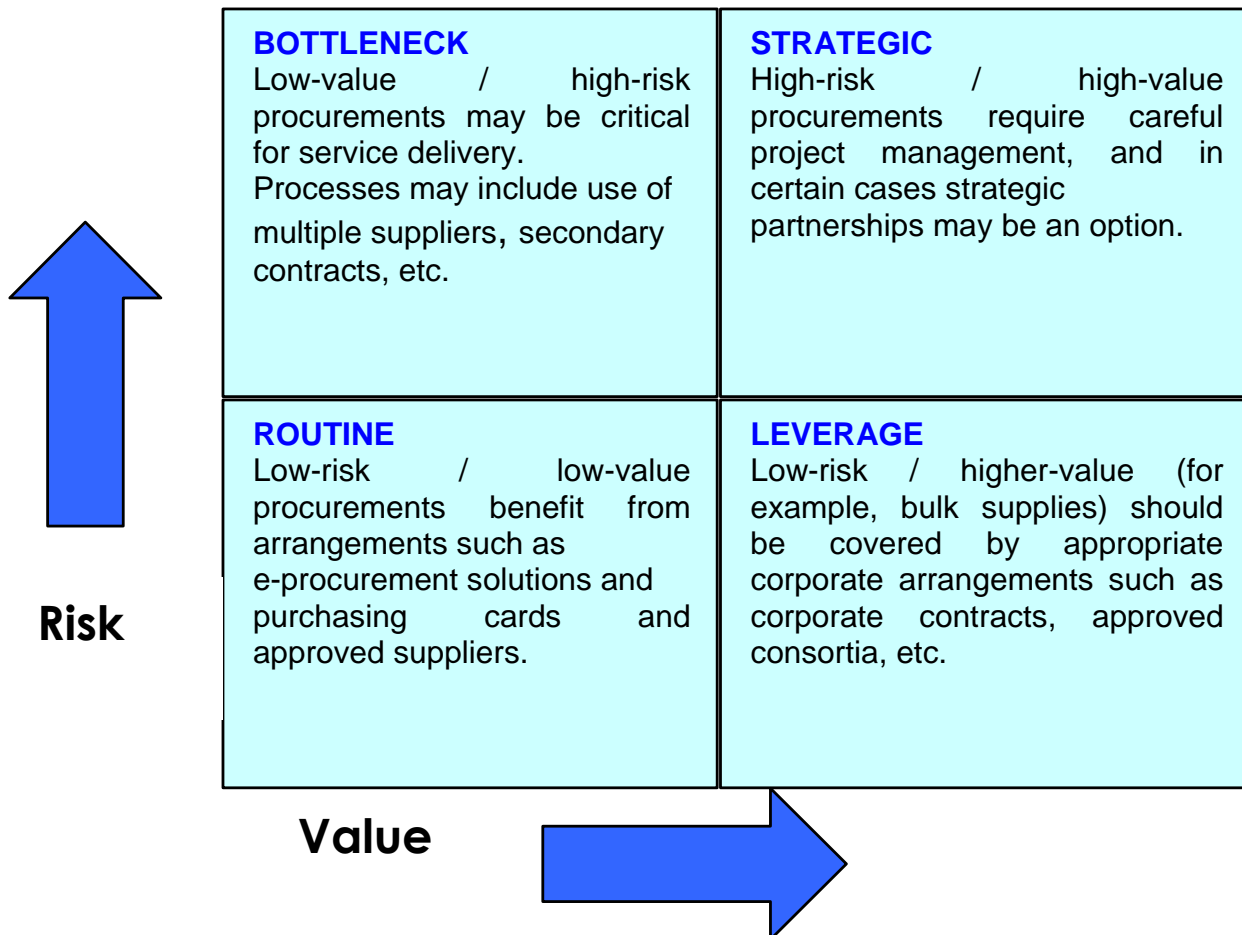 BOTTLENECK
Low-value / high-risk
procurements may be critical
for service delivery.
Processes may include use of
multiple suppliers, secondary
contracts, etc.
STRATEGIC
High-risk / high-value
procurements require careful
project management, and in
certain cases strategic
partnerships may be an option.
ROUTINE
Low-risk / low-value
procurements benefit from
arrangements such as
e-procurement solutions and
purchasing cards and
approved suppliers.
LEVERAGE
Low-risk / higher-value (for
example, bulk supplies) should
be covered by appropriate
corporate arrangements such as
corporate contracts, approved
consortia, etc.
Risk
Value